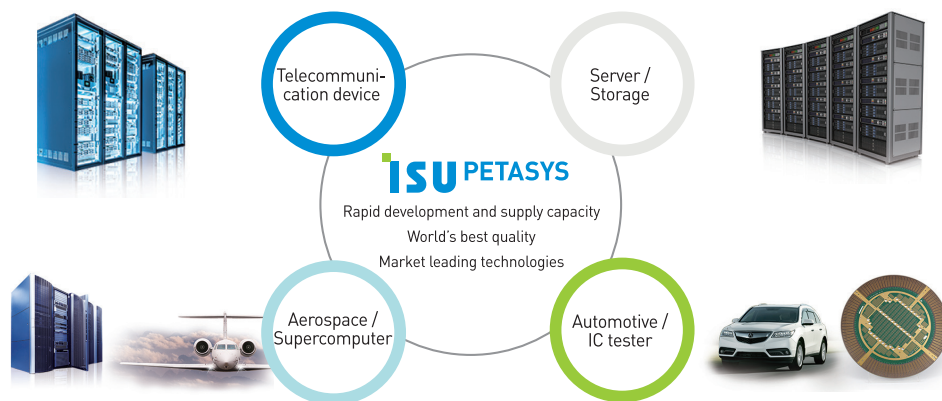 Telecommuni-
cation device
Server /
Storage
ISU PETASYS
Rapid development and supply capacity
World's best quality
Market leading technologies
Aerospace /
Supercomputer
Automotive /
IC tester